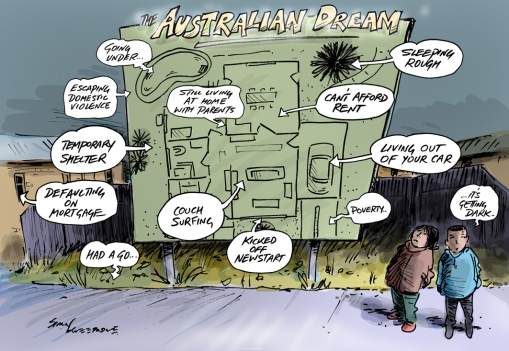 THE AUSTRALIAN DREAM
GOING
UNDER...
SLEEPING
ROUGH
ESCAPING
DOMESTIC
VIOLENCE
STILL LIVING
AT HOME
WITH PARENTS
CAN'T AFFORD
RENT
TEMPORARY
SHELTER
LIVING OUT
OF YOUR CAR
DEFAULTING
ON
MORTGAGE
COUCH
SURFING
POVERTY..
...IT'S
GETTING
DARK..
KICKED
OFF
NEWSTART
HAD A GO...